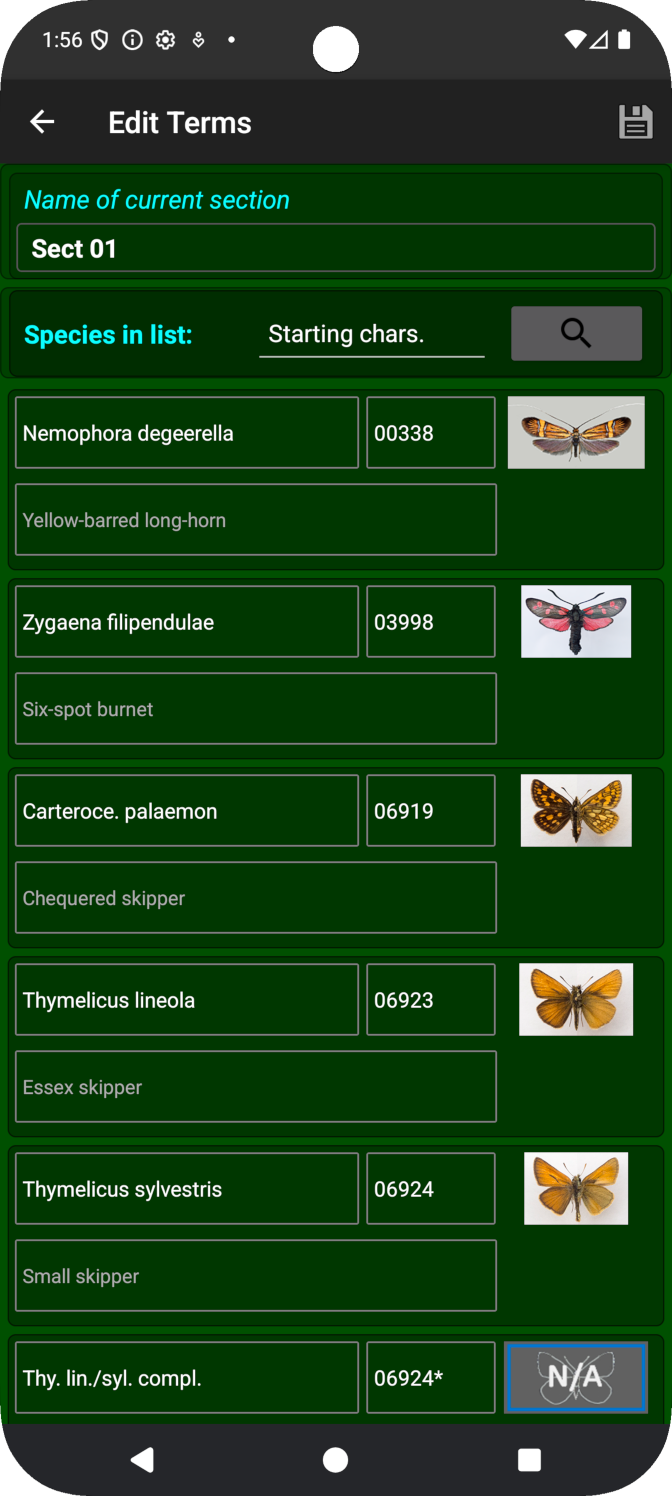 1:56
Edit Terms
Name of current section
Sect 01
Species in list: Starting chars.
Nemophora degeerella 00338
Yellow-barred long-horn
Zygaena filipendulae 03998
Six-spot burnet
Carteroce. palaemon 06919
Chequered skipper
Thymelicus lineola 06923
Essex skipper
Thymelicus sylvestris 06924
Small skipper
Thy. lin./syl. compl. 06924* N/A